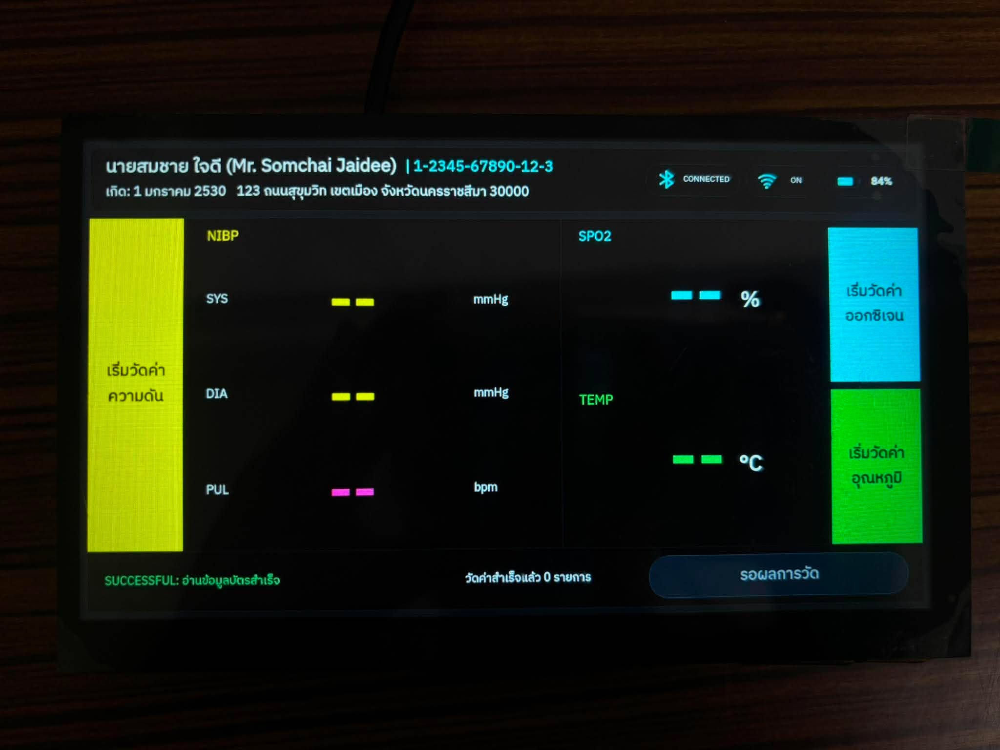 นายสมชาย ใจดี (Mr. Somchai Jaidee) | 1-2345-67890-12-3
เกิด: 1 มกราคม 2530 123 ถนนสุขุมวิท เขตเมือง จังหวัดนครราชสีมา 30000
CONNECTED
ON
84%
เริ่มวัดค่า
ความดัน
NIBP
SYS -- mmHg
DIA -- mmHg
PUL -- bpm
SPO2
-- %
TEMP
-- °C
เริ่มวัดค่า
ออกซิเจน
เริ่มวัดค่า
อุณหภูมิ
SUCCESSFUL: อ่านข้อมูลบัตรสำเร็จ
วัดค่าสำเร็จแล้ว 0 รายการ
รอผลการวัด